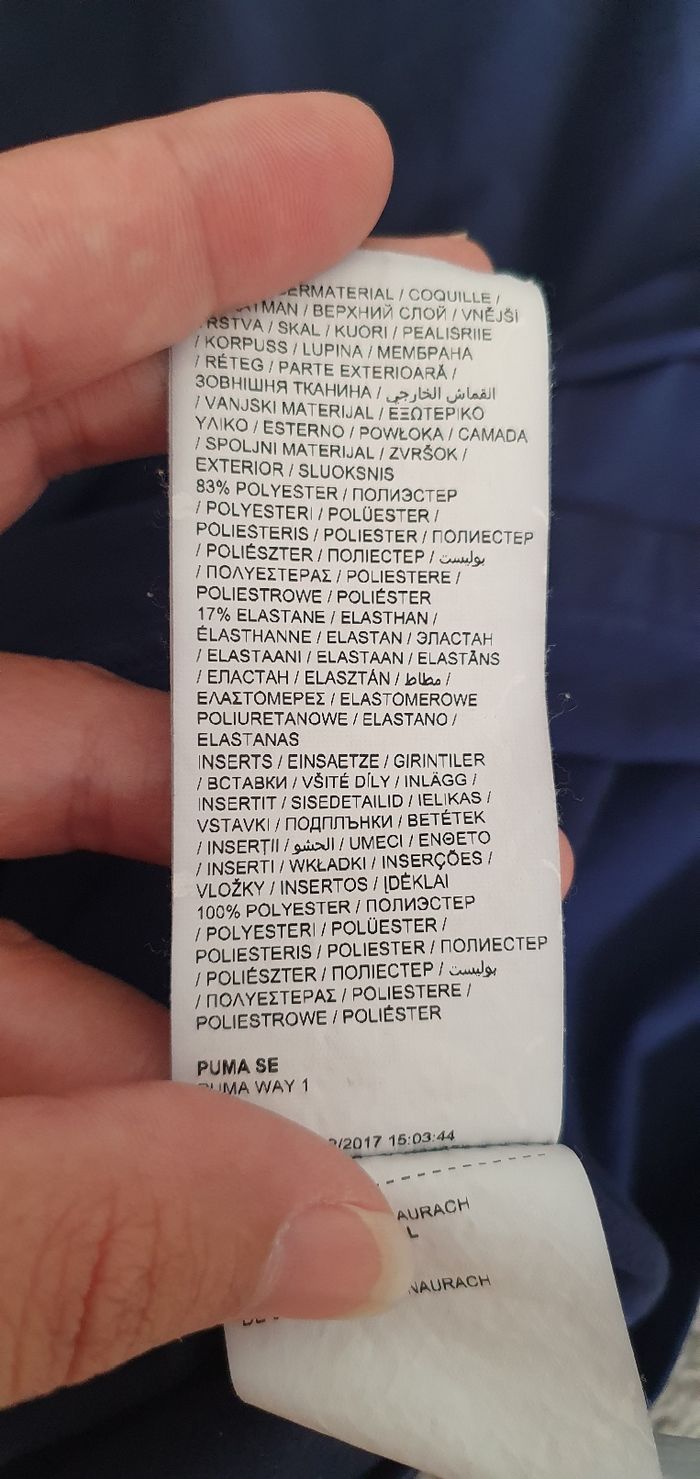 / COQUILLE /
/ ВЕРХНИЙ СЛОЙ / VNĚJŠÍ
/ SKAL / KUORI / PEALISRIIE
/ KORPUSS / LUPINA / МЕМБРАНА
/ RÉTEG / PARTE EXTERIOARĂ /
ЗОВНІШНЯ ТКАНИНА / القماش الخارجي
/ VANJSKI MATERIJAL / ΕΞΩΤΕΡΙΚΟ
ΥΛΙΚΟ / ESTERNO / POWŁOKA / CAMADA
/ SPOLJNI MATERIJAL / ZVRŠOK /
EXTERIOR / SLUOKSNIS
83% POLYESTER / ПОЛИЭСТЕР
/ POLYESTERI / POLÜESTER /
POLIESTERIS / POLIESTER / ПОЛИЕСТЕР
/ POLIÉSZTER / ПОЛІЕСТЕР / بوليست
/ ΠΟΛΥΕΣΤΕΡΑΣ / POLIESTERE /
POLIESTROWE / POLIÉSTER
17% ELASTANE / ELASTHAN /
ÉLASTHANNE / ELASTAN / ЭЛАСТАН
/ ELASTAANI / ELASTAAN / ELASTĀNS
/ ЕЛАСТАН / ELASZTÁN / مطاط /
ΕΛΑΣΤΟΜΕΡΕΣ / ELASTOMEROWE
POLIURETANOWE / ELASTANO /
ELASTANAS
INSERTS / EINSAETZE / GIRINTILER
/ ВСТАВКИ / VŠITÉ DÍLY / INLÄGG /
INSERTIT / SISEDETAILID / IELIKAS /
VSTAVKI / ПОДПЛЪНКИ / BETÉTEK
/ INSERȚII / الحشو / UMECI / ΕΝΘΕΤΟ
/ INSERTI / WKŁADKI / INSERÇÕES /
VLOŽKY / INSERTOS / ĮDĖKLAI
100% POLYESTER / ПОЛИЭСТЕР
/ POLYESTERI / POLÜESTER /
POLIESTERIS / POLIESTER / ПОЛИЕСТЕР
/ POLIÉSZTER / ПОЛІЕСТЕР / بوليست
/ ΠΟΛΥΕΣΤΕΡΑΣ / POLIESTERE /
POLIESTROWE / POLIÉSTER
PUMA SE
PUMA WAY 1
/2017 15:03:44
AURACH
L
NAURACH